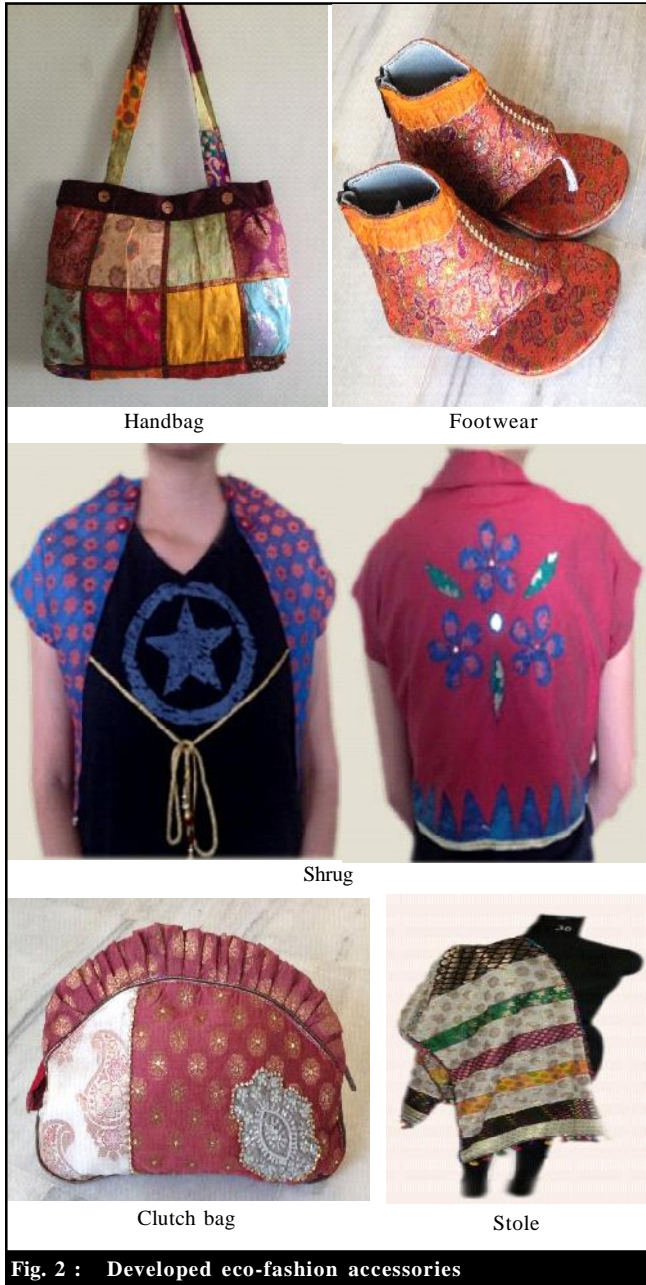 Handbag
Footwear
Shrug
Clutch bag
Stole
Fig. 2 : Developed eco-fashion accessories